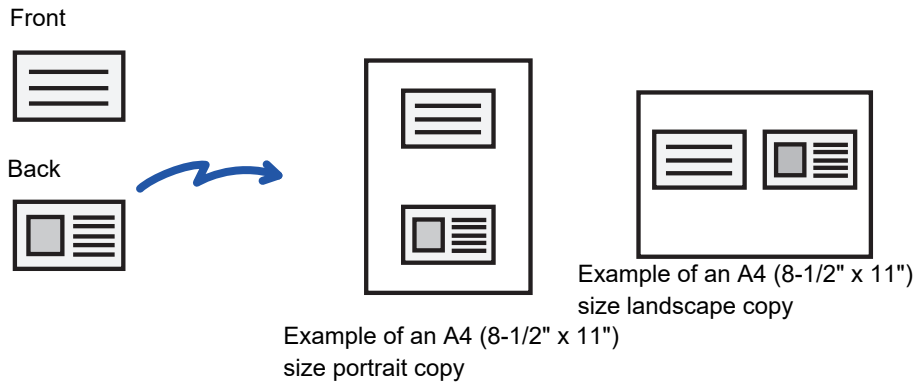 Front
Back
Example of an A4 (8-1/2" x 11")
size portrait copy
Example of an A4 (8-1/2" x 11")
size landscape copy